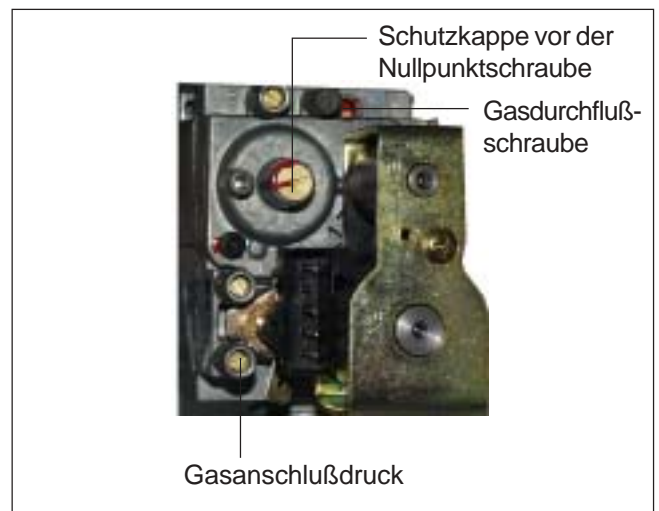 Schutzkappe vor der
Nullpunktschraube
Gasdurchfluß-
schraube
Gasanschlußdruck